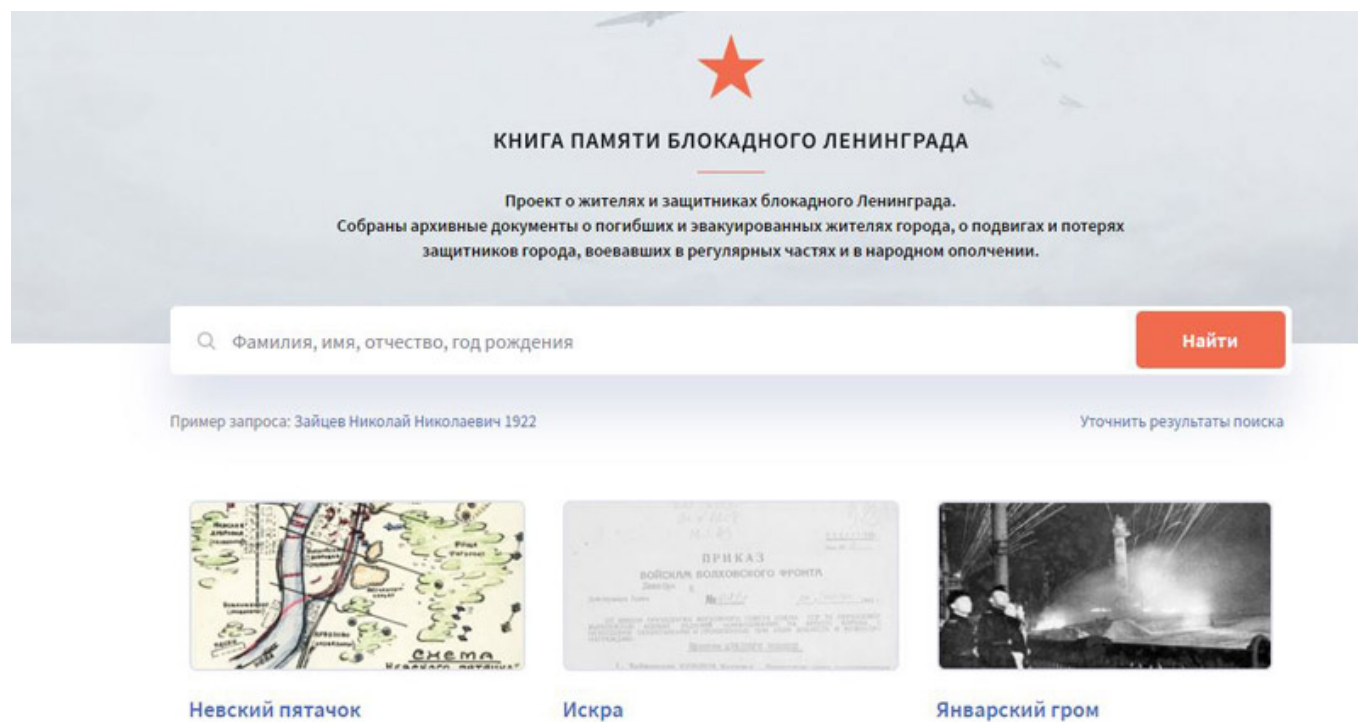 КНИГА ПАМЯТИ БЛОКАДНОГО ЛЕНИНГРАДА
Проект о жителях и защитниках блокадного Ленинграда.
Собраны архивные документы о погибших и эвакуированных жителях города, о подвигах и потерях
защитников города, воевавших в регулярных частях и в народном ополчении.
Фамилия, имя, отчество, год рождения
Найти
Пример запроса: Зайцев Николай Николаевич 1922
Уточнить результаты поиска
СХЕМА
Невского пятачка
ПРИКАЗ
ВОЙСКАМ ВОЛХОВСКОГО ФРОНТА
Невский пятачок
Искра
Январский гром